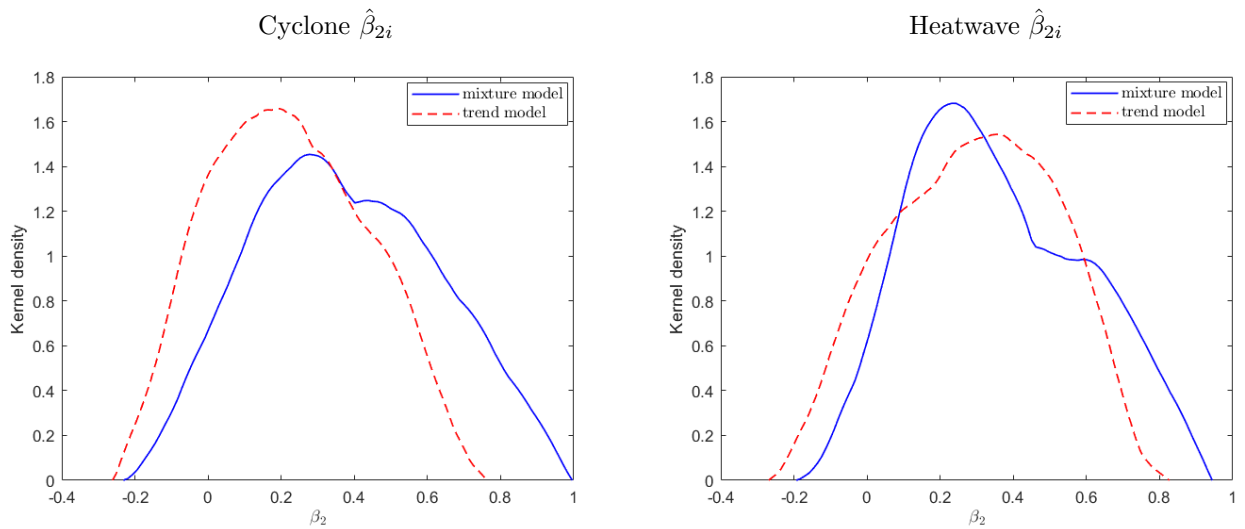 Cyclone β̂₂ᵢ
1.8
1.6
1.4
1.2
1
0.8
0.6
0.4
0.2
0
Kernel density
mixture model
trend model
-0.4 -0.2 0 0.2 0.4 0.6 0.8 1
β₂
Heatwave β̂₂ᵢ
1.8
1.6
1.4
1.2
1
0.8
0.6
0.4
0.2
0
Kernel density
mixture model
trend model
-0.4 -0.2 0 0.2 0.4 0.6 0.8 1
β₂